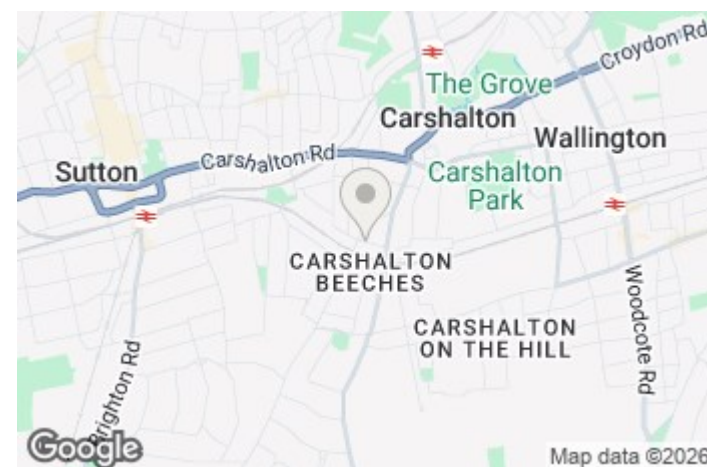 Croydon Rd
The Grove
Carshalton
Wallington
Carshalton Rd
Sutton
Carshalton
Park
CARSHALTON
BEECHES
CARSHALTON
ON THE HILL
Woodcote Rd
Brighton Rd
Google
Map data ©2026